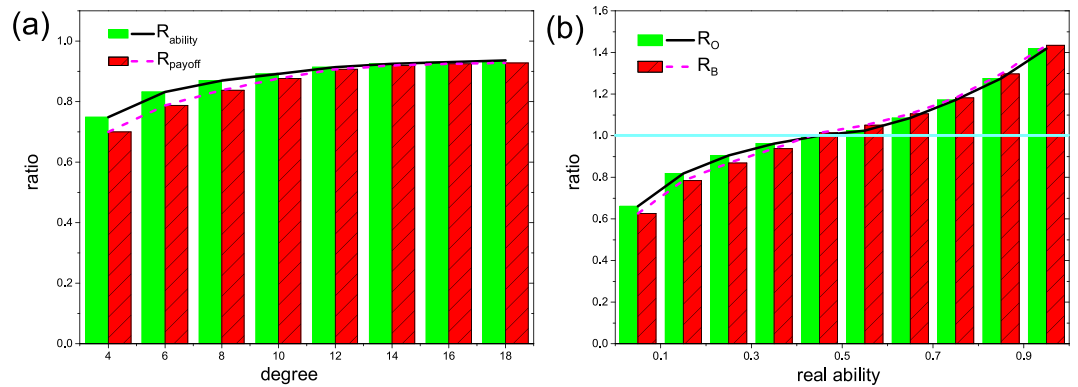 (a)
R_ability
R_payoff
ratio
1.0
0.8
0.6
0.4
0.2
0.0
4 6 8 10 12 14 16 18
degree
(b)
R_O
R_B
ratio
1.6
1.4
1.2
1.0
0.8
0.6
0.4
0.2
0.0
0.1 0.3 0.5 0.7 0.9
real ability